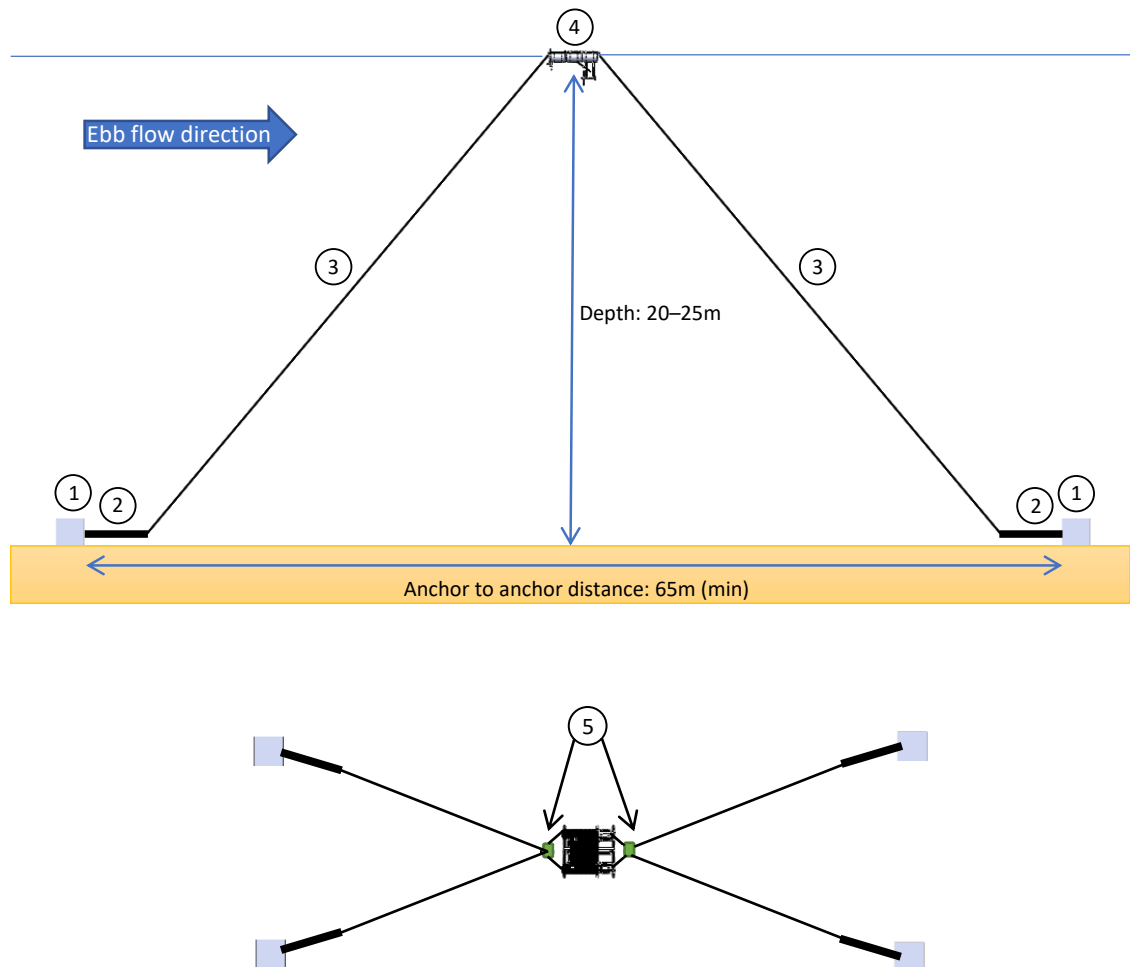 4
Ebb flow direction
3
3
Depth: 20–25m
1
2
2
1
Anchor to anchor distance: 65m (min)
5